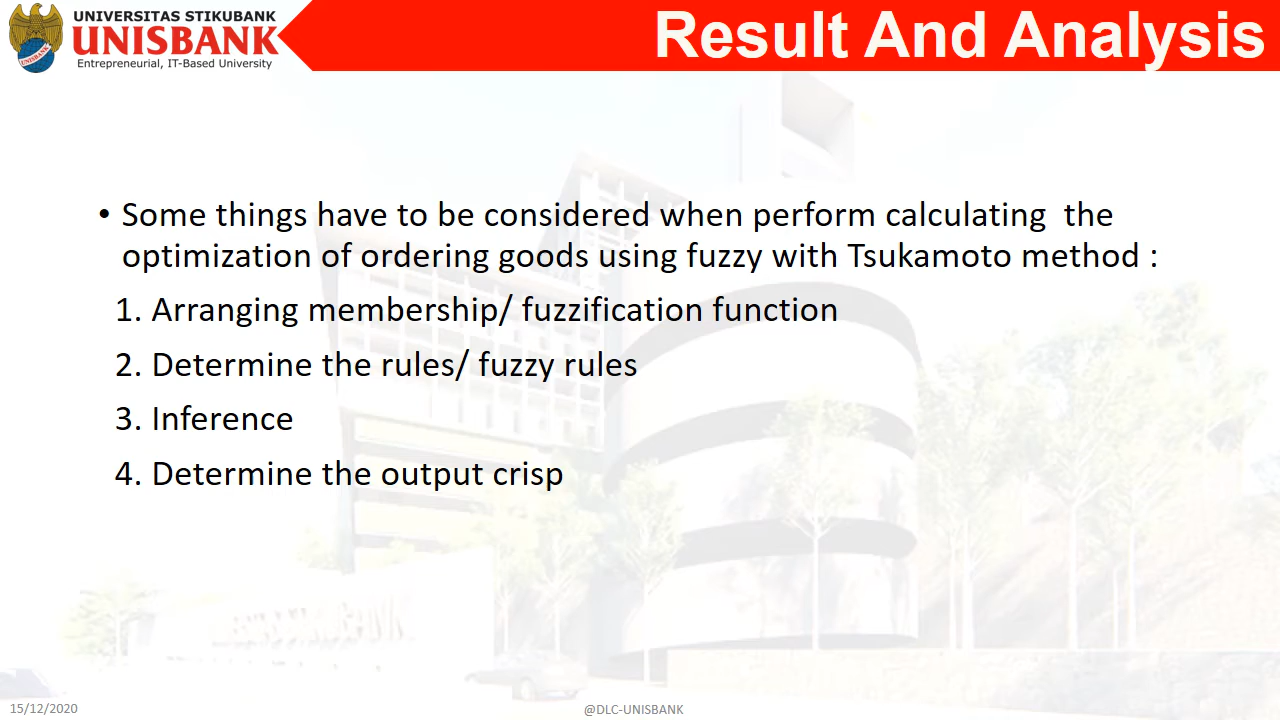 UNIVERSITAS STIKUBANK
UNISBANK
Entrepreneurial, IT-Based University
Result And Analysis
• Some things have to be considered when perform calculating  the
optimization of ordering goods using fuzzy with Tsukamoto method :
1. Arranging membership/ fuzzification function
2. Determine the rules/ fuzzy rules
3. Inference
4. Determine the output crisp
15/12/2020
@DLC-UNISBANK